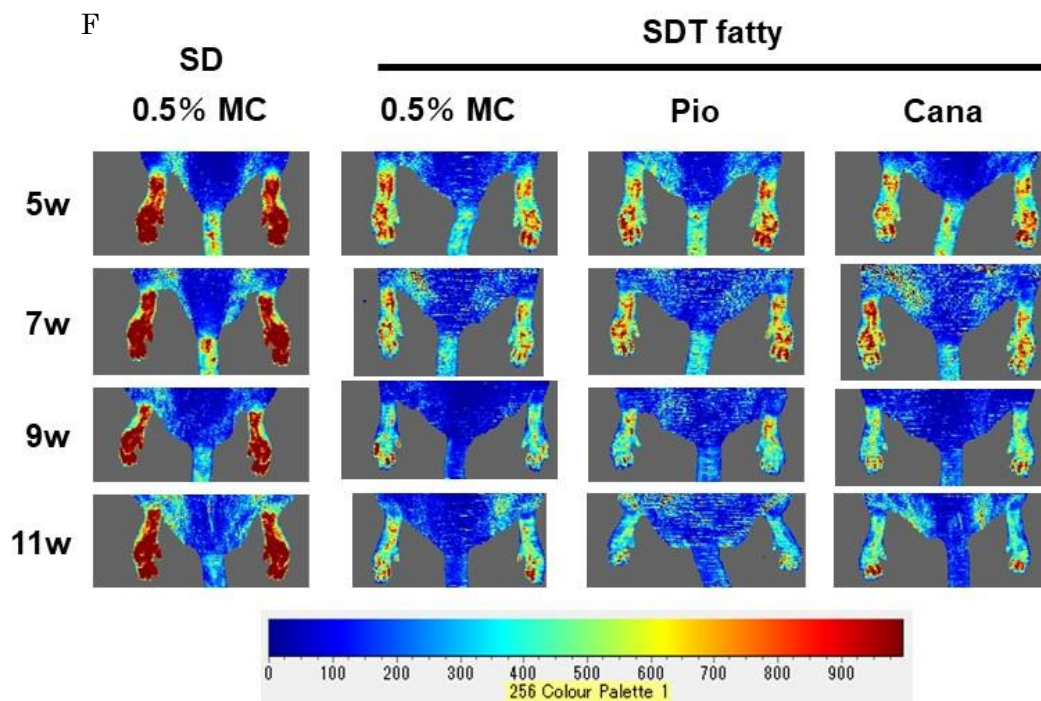 F
SDT fatty
SD
0.5% MC 0.5% MC Pio Cana
5w
7w
9w
11w
0 100 200 300 400 500 600 700 800 900
256 Colour Palette 1